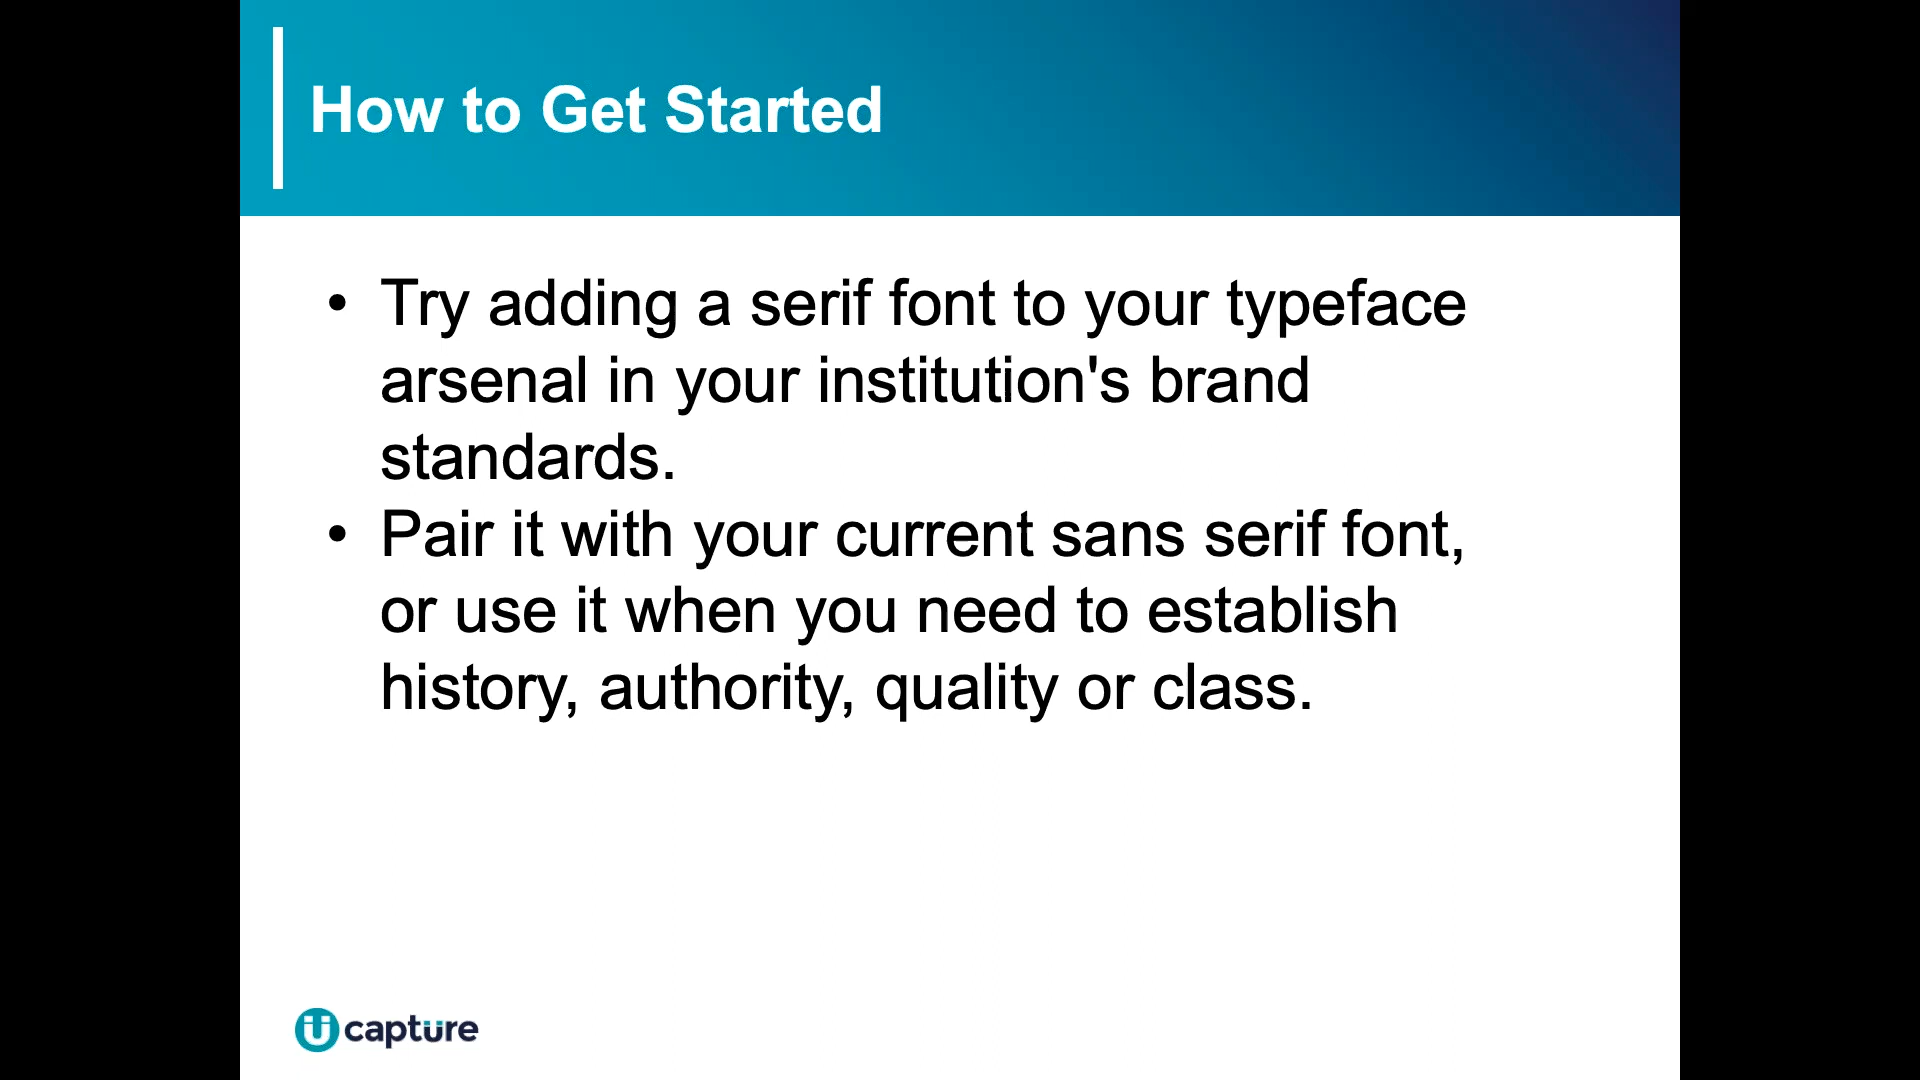 How to Get Started
• Try adding a serif font to your typeface
arsenal in your institution's brand
standards.
• Pair it with your current sans serif font,
or use it when you need to establish
history, authority, quality or class.
capture